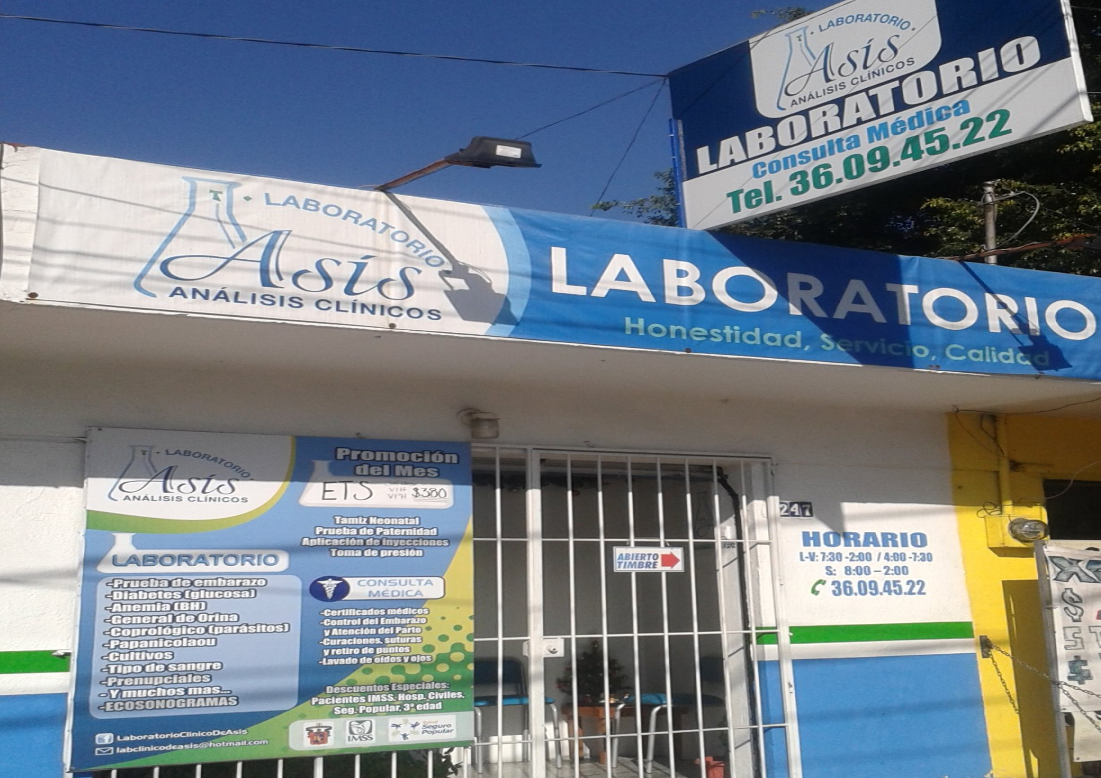 · LABORATORIO ·
Asís
ANÁLISIS CLÍNICOS
LABORATORIO
Consulta Médica
Tel. 36.09.45.22
· LABORATORIO
Asís
ANÁLISIS CLÍNICOS
LABORATORIO
Honestidad, Servicio, Calidad
· LABORATORIO
Asís
ANÁLISIS CLÍNICOS
LABORATORIO
-Prueba de embarazo
-Diabetes (glucosa)
-Anemia (BH)
-General de Orina
-Coprológico (parásitos)
-Papanicolaou
-Cultivos
-Tipo de sangre
-Prenupciales
-Y muchos mas...
-ECOSONOGRAMAS
LaboratorioClinicoDcAsis
labclinicodcasis@hotmail.com
Promoción
del Mes
ETS $380
Tamiz Neonatal
Prueba de Paternidad
Aplicación de inyecciones
Toma de presión
CONSULTA
MÉDICA
-Certificados médicos
-Control del Embarazo
y Atención del Parto
-Curaciones, suturas
y retiro de puntos
-Lavado de oídos y ojos
Descuentos Especiales:
Pacientes IMSS, Hosp. Civiles,
Seg. Popular, 3ª edad
IMSS
Seguro
Popular
ABIERTO
TIMBRE
247
HORARIO
L-V: 7:30 -2:00 / 4:00 -7:30
S: 8:00 – 2:00
36.09.45.22